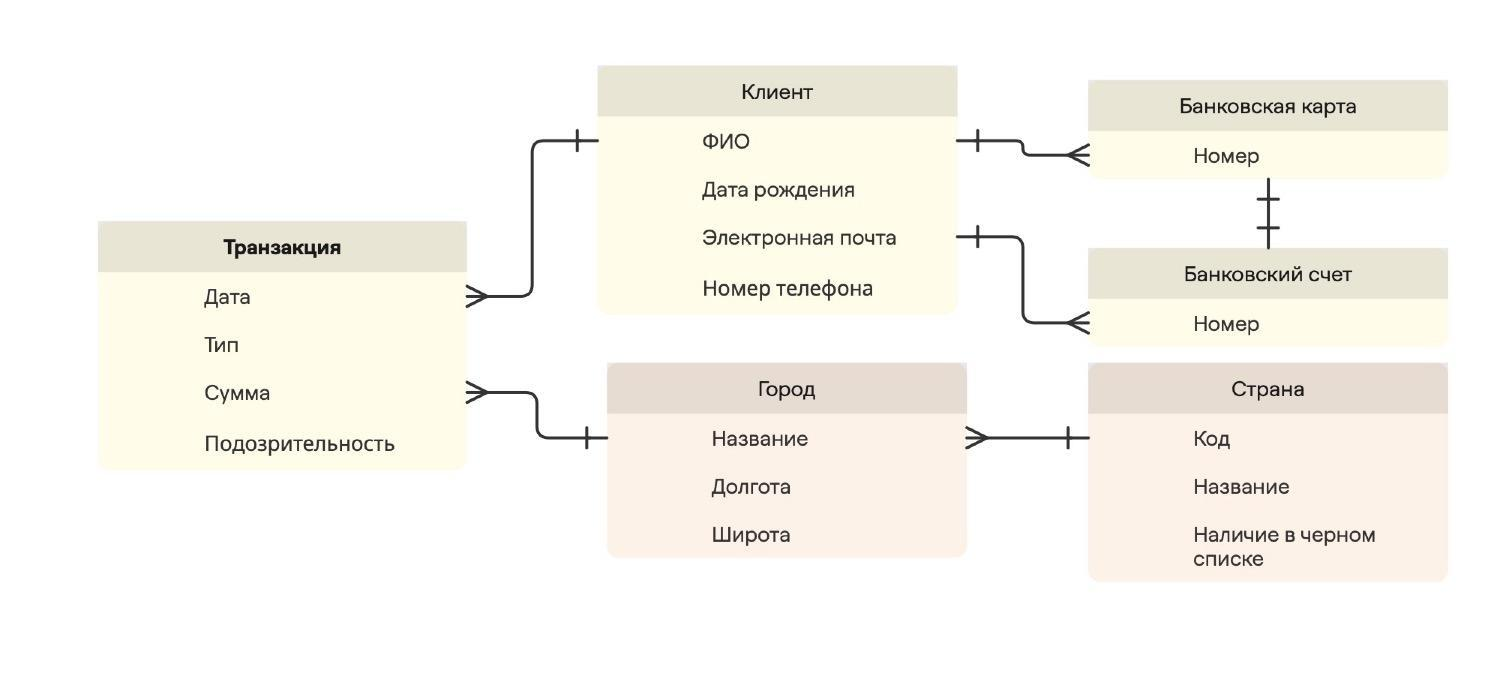 Транзакция
Дата
Тип
Сумма
Подозрительность
Клиент
ФИО
Дата рождения
Электронная почта
Номер телефона
Банковская карта
Номер
Банковский счет
Номер
Город
Название
Долгота
Широта
Страна
Код
Название
Наличие в черном
списке